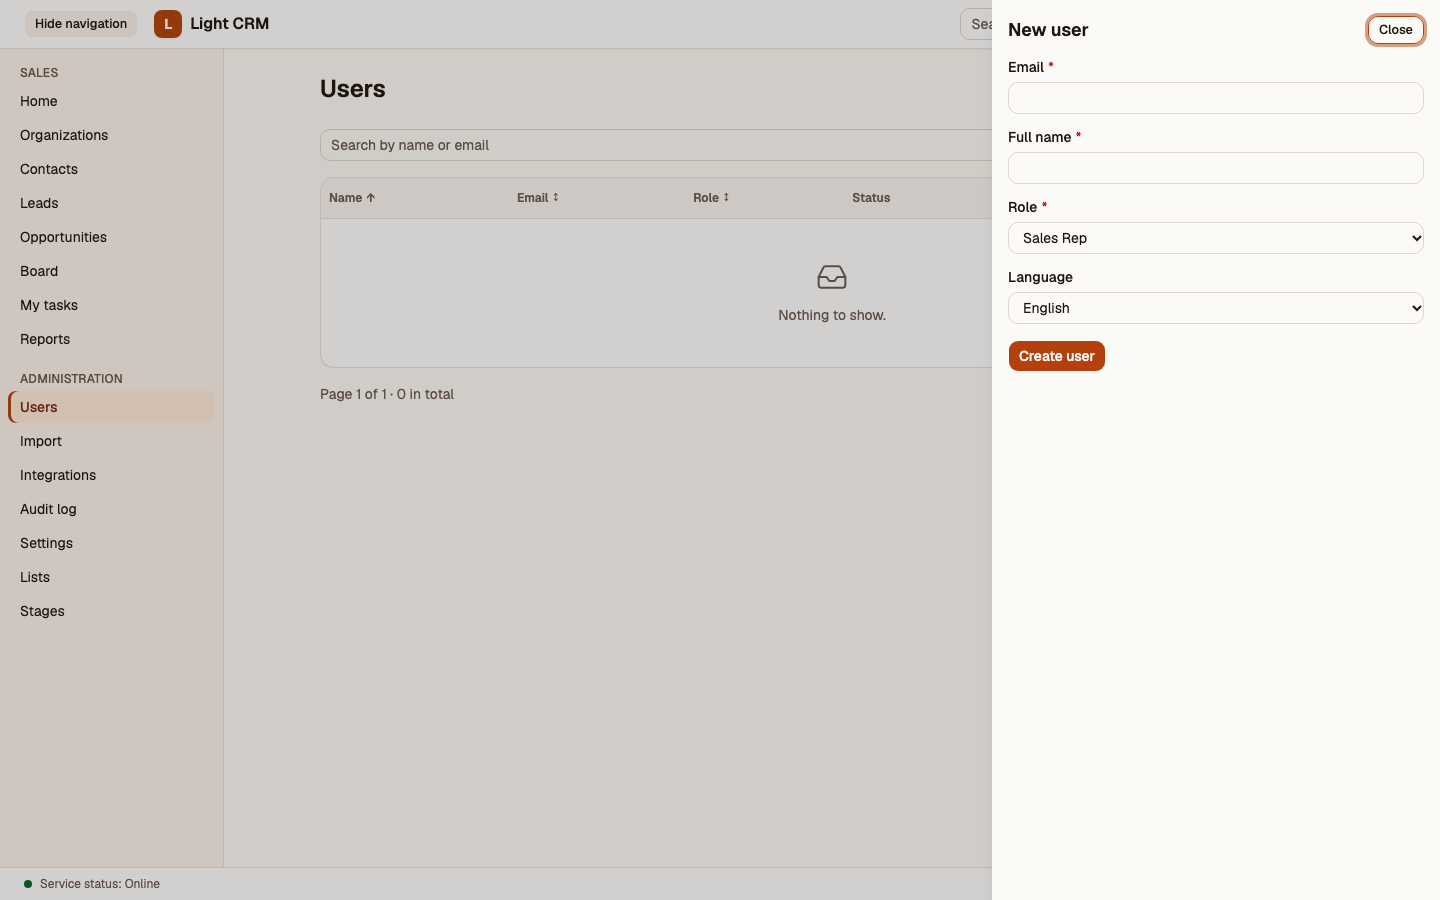 Hide navigation
L
Light CRM
Sea
New user
Close
SALES
Home
Organizations
Contacts
Leads
Opportunities
Board
My tasks
Reports
ADMINISTRATION
Users
Import
Integrations
Audit log
Settings
Lists
Stages
Users
Search by name or email
Name ↑ Email ↕ Role ↕ Status
Nothing to show.
Page 1 of 1 · 0 in total
Email *
Full name *
Role *
Sales Rep
Language
English
Create user
Service status: Online